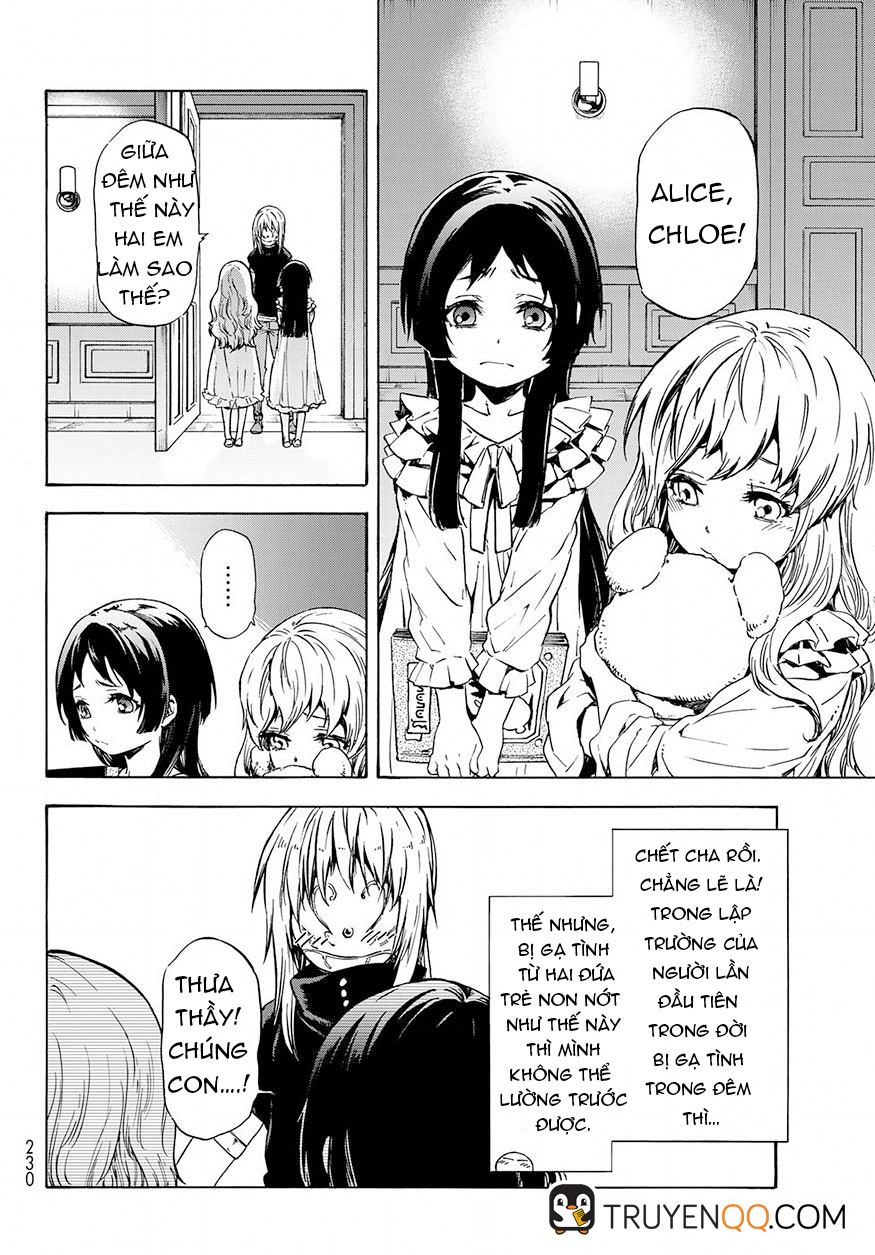 ALICE,
CHLOE!
GIỮA
ĐÊM NHƯ
THẾ NÀY
HAI EM
LÀM SAO
THẾ?
......
CHẾT CHA RỒI.
CHẲNG LẼ LÀ!
TRONG LẬP
TRƯỜNG CỦA
NGƯỜI LẦN
ĐẦU TIÊN
TRONG ĐỜI
BỊ GẠ TÌNH
TRONG ĐÊM
THÌ...
THẾ NHƯNG,
BỊ GẠ TÌNH
TỪ HAI ĐỨA
TRẺ NON NỚT
NHƯ THẾ NÀY
THÌ MÌNH
KHÔNG THỂ
LƯỜNG TRƯỚC
ĐƯỢC.
THƯA
THẦY!
CHÚNG
CON....!
230
TRUYENQQ.COM